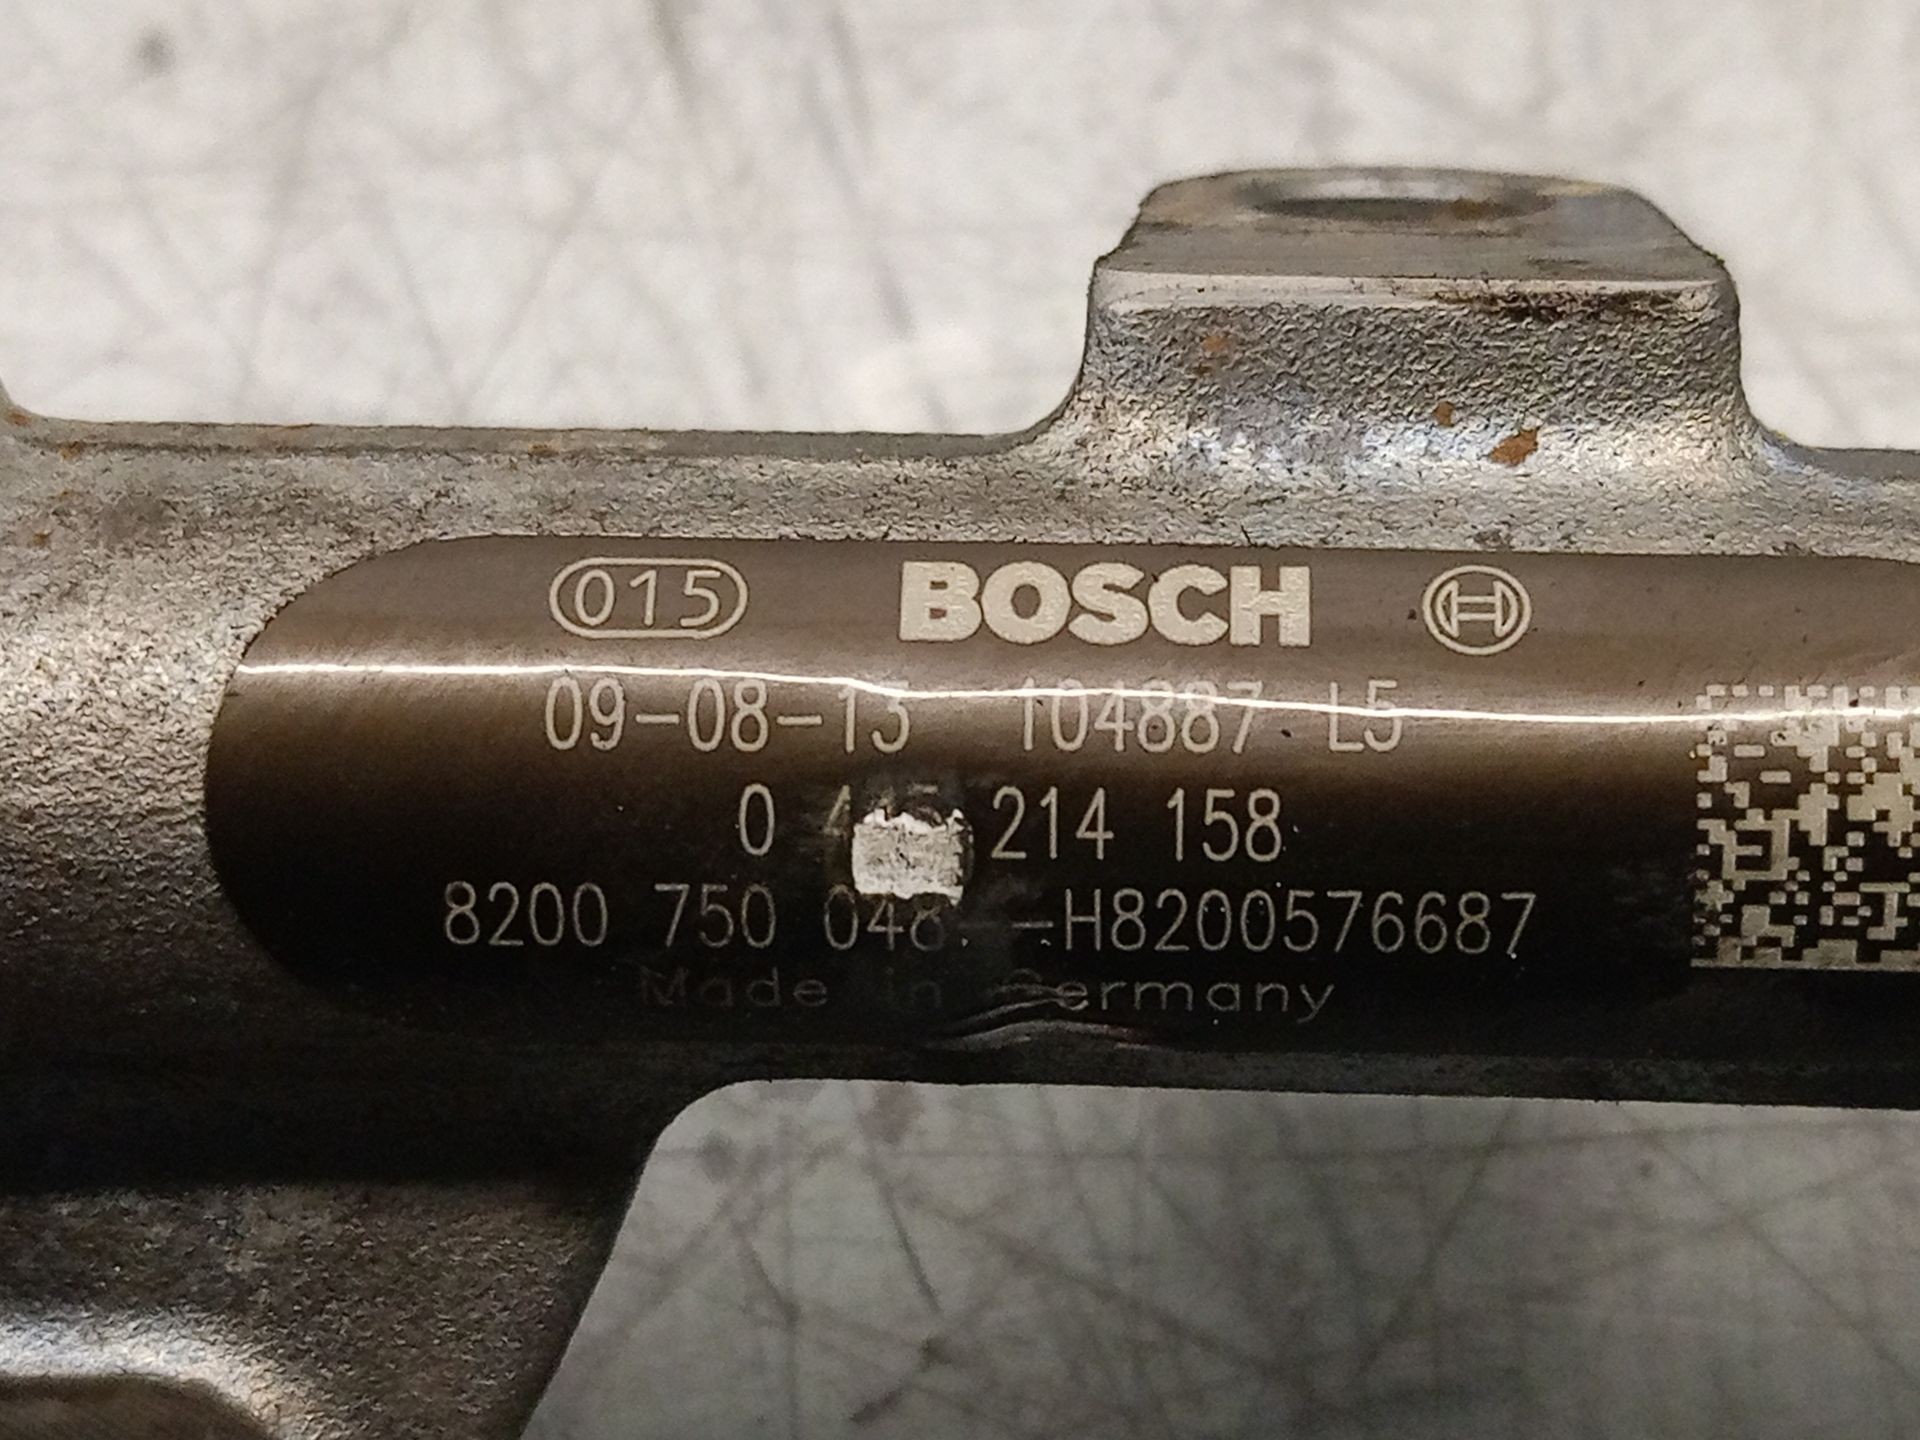 015 BOSCH
09-08-13 104887 L5
0 214 158
8200 750 048 -H8200576687
Made in Germany